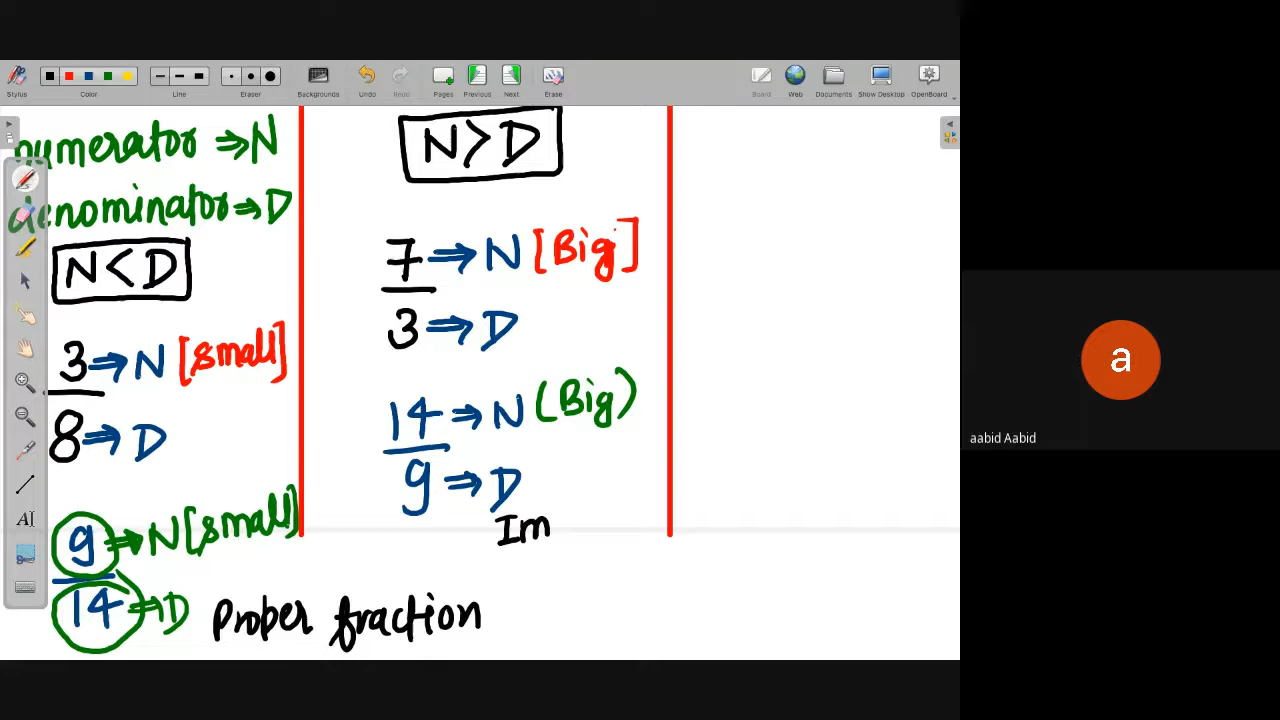 Stylus
Color
Line
Eraser
Backgrounds
Undo
Redo
Pages
Previous
Next
Erase
Board
Web
Documents
Show Desktop
OpenBoard
numerator ⇒ N
denominator ⇒ D
N < D
3 ⇒ N [small]
8 ⇒ D
9 ⇒ N [small]
14 ⇒ D
Proper fraction
N > D
7 ⇒ N [Big]
3 ⇒ D
14 ⇒ N (Big)
9 ⇒ D
Im
a
aabid Aabid